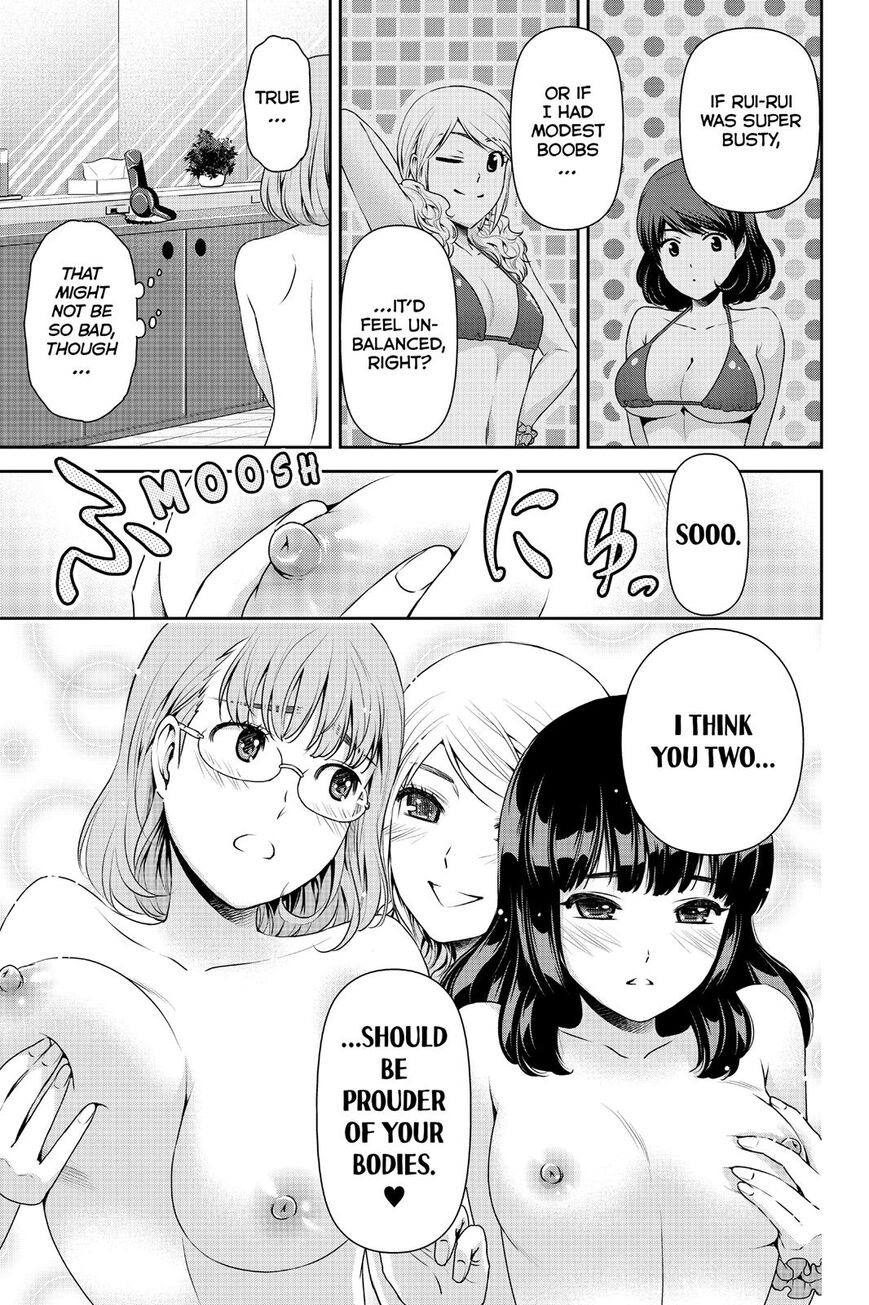 IF RUI-RUI
WAS SUPER
BUSTY,
OR IF
I HAD
MODEST
BOOBS
...
...IT'D
FEEL UN-
BALANCED,
RIGHT?
TRUE
...
THAT
MIGHT
NOT BE
SO BAD,
THOUGH
...
SOOO.
にゅっ
ふ
MOOSH
I THINK
YOU TWO...
...SHOULD
BE
PROUDER
OF YOUR
BODIES.
♥